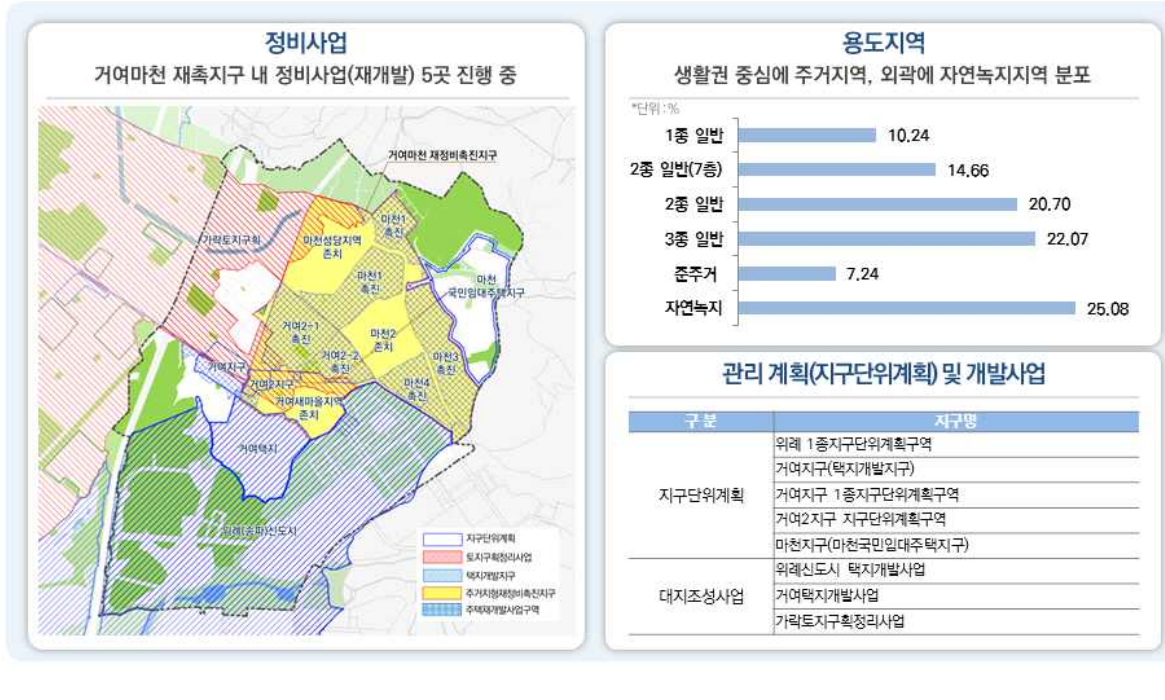 정비사업
거여마천 재촉지구 내 정비사업(재개발) 5곳 진행 중
거여마천 재정비촉진지구
마천1
촉진
가락토지구획
마천성당지역
존치
마천1
촉진
마천
국민임대주택지구
거여2-1
촉진
마천2
존치
거여2-2
촉진
마천3
촉진
거여지구
거여2지구
마천4
촉진
거여새마을지역
존치
거여택지
위례(송파)신도시
지구단위계획
토지구획정리사업
택지개발지구
주거지형재정비촉진지구
주택재개발사업구역
용도지역
생활권 중심에 주거지역, 외곽에 자연녹지지역 분포
*단위 : %
1종 일반 10.24
2종 일반(7층) 14.66
2종 일반 20.70
3종 일반 22.07
준주거 7.24
자연녹지 25.08
관리 계획(지구단위계획) 및 개발사업
구 분 지구명
지구단위계획
위례 1종지구단위계획구역
거여지구(택지개발지구)
거여지구 1종지구단위계획구역
거여2지구 지구단위계획구역
마천지구(마천국민임대주택지구)
대지조성사업
위례신도시 택지개발사업
거여택지개발사업
가락토지구획정리사업